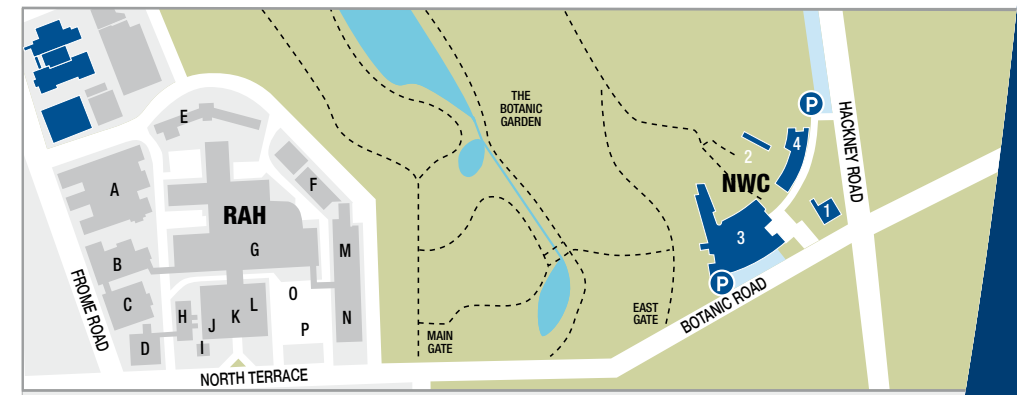 THE
BOTANIC
GARDEN
P
HACKNEY ROAD
E
2
4
A
F
NWC
RAH
1
3
G
M
B
FROME ROAD
C
H
J
K
L
O
P
N
D
I
MAIN
GATE
EAST
GATE
P
BOTANIC ROAD
NORTH TERRACE